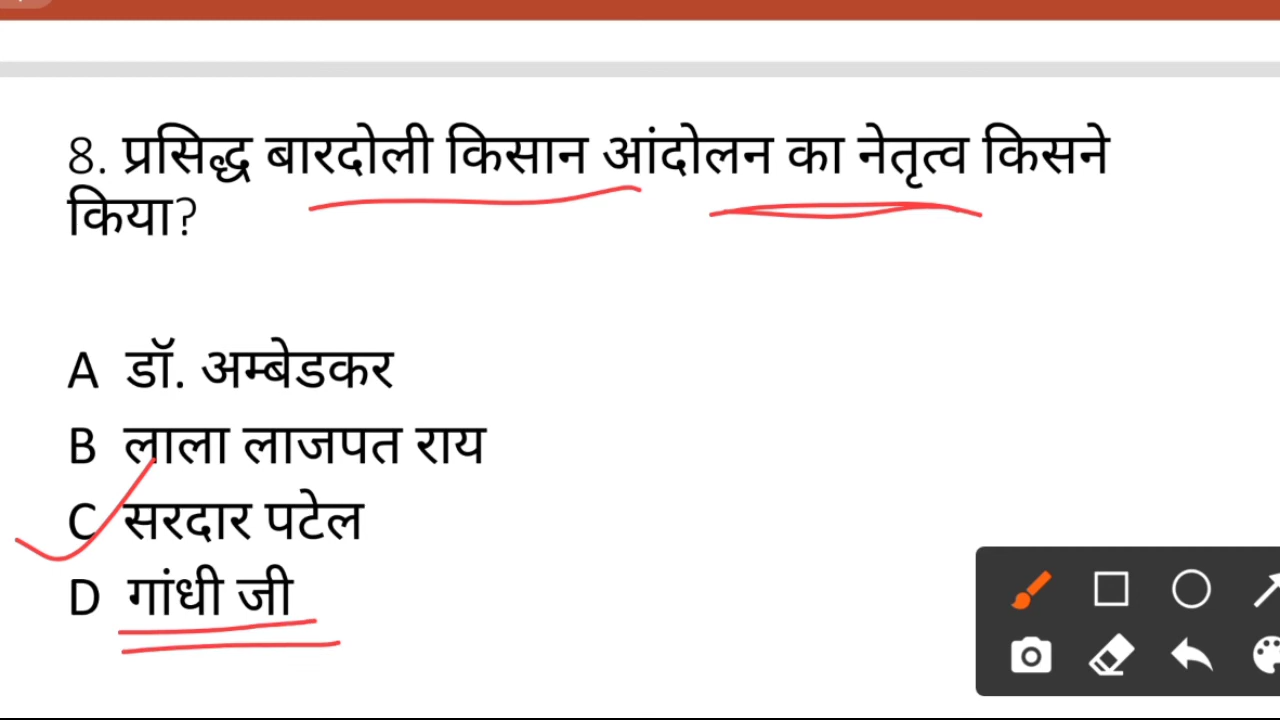 8. प्रसिद्ध बारदोली किसान आंदोलन का नेतृत्व किसने
किया?
A डॉ. अम्बेडकर
B लाला लाजपत राय
C सरदार पटेल
D गांधी जी